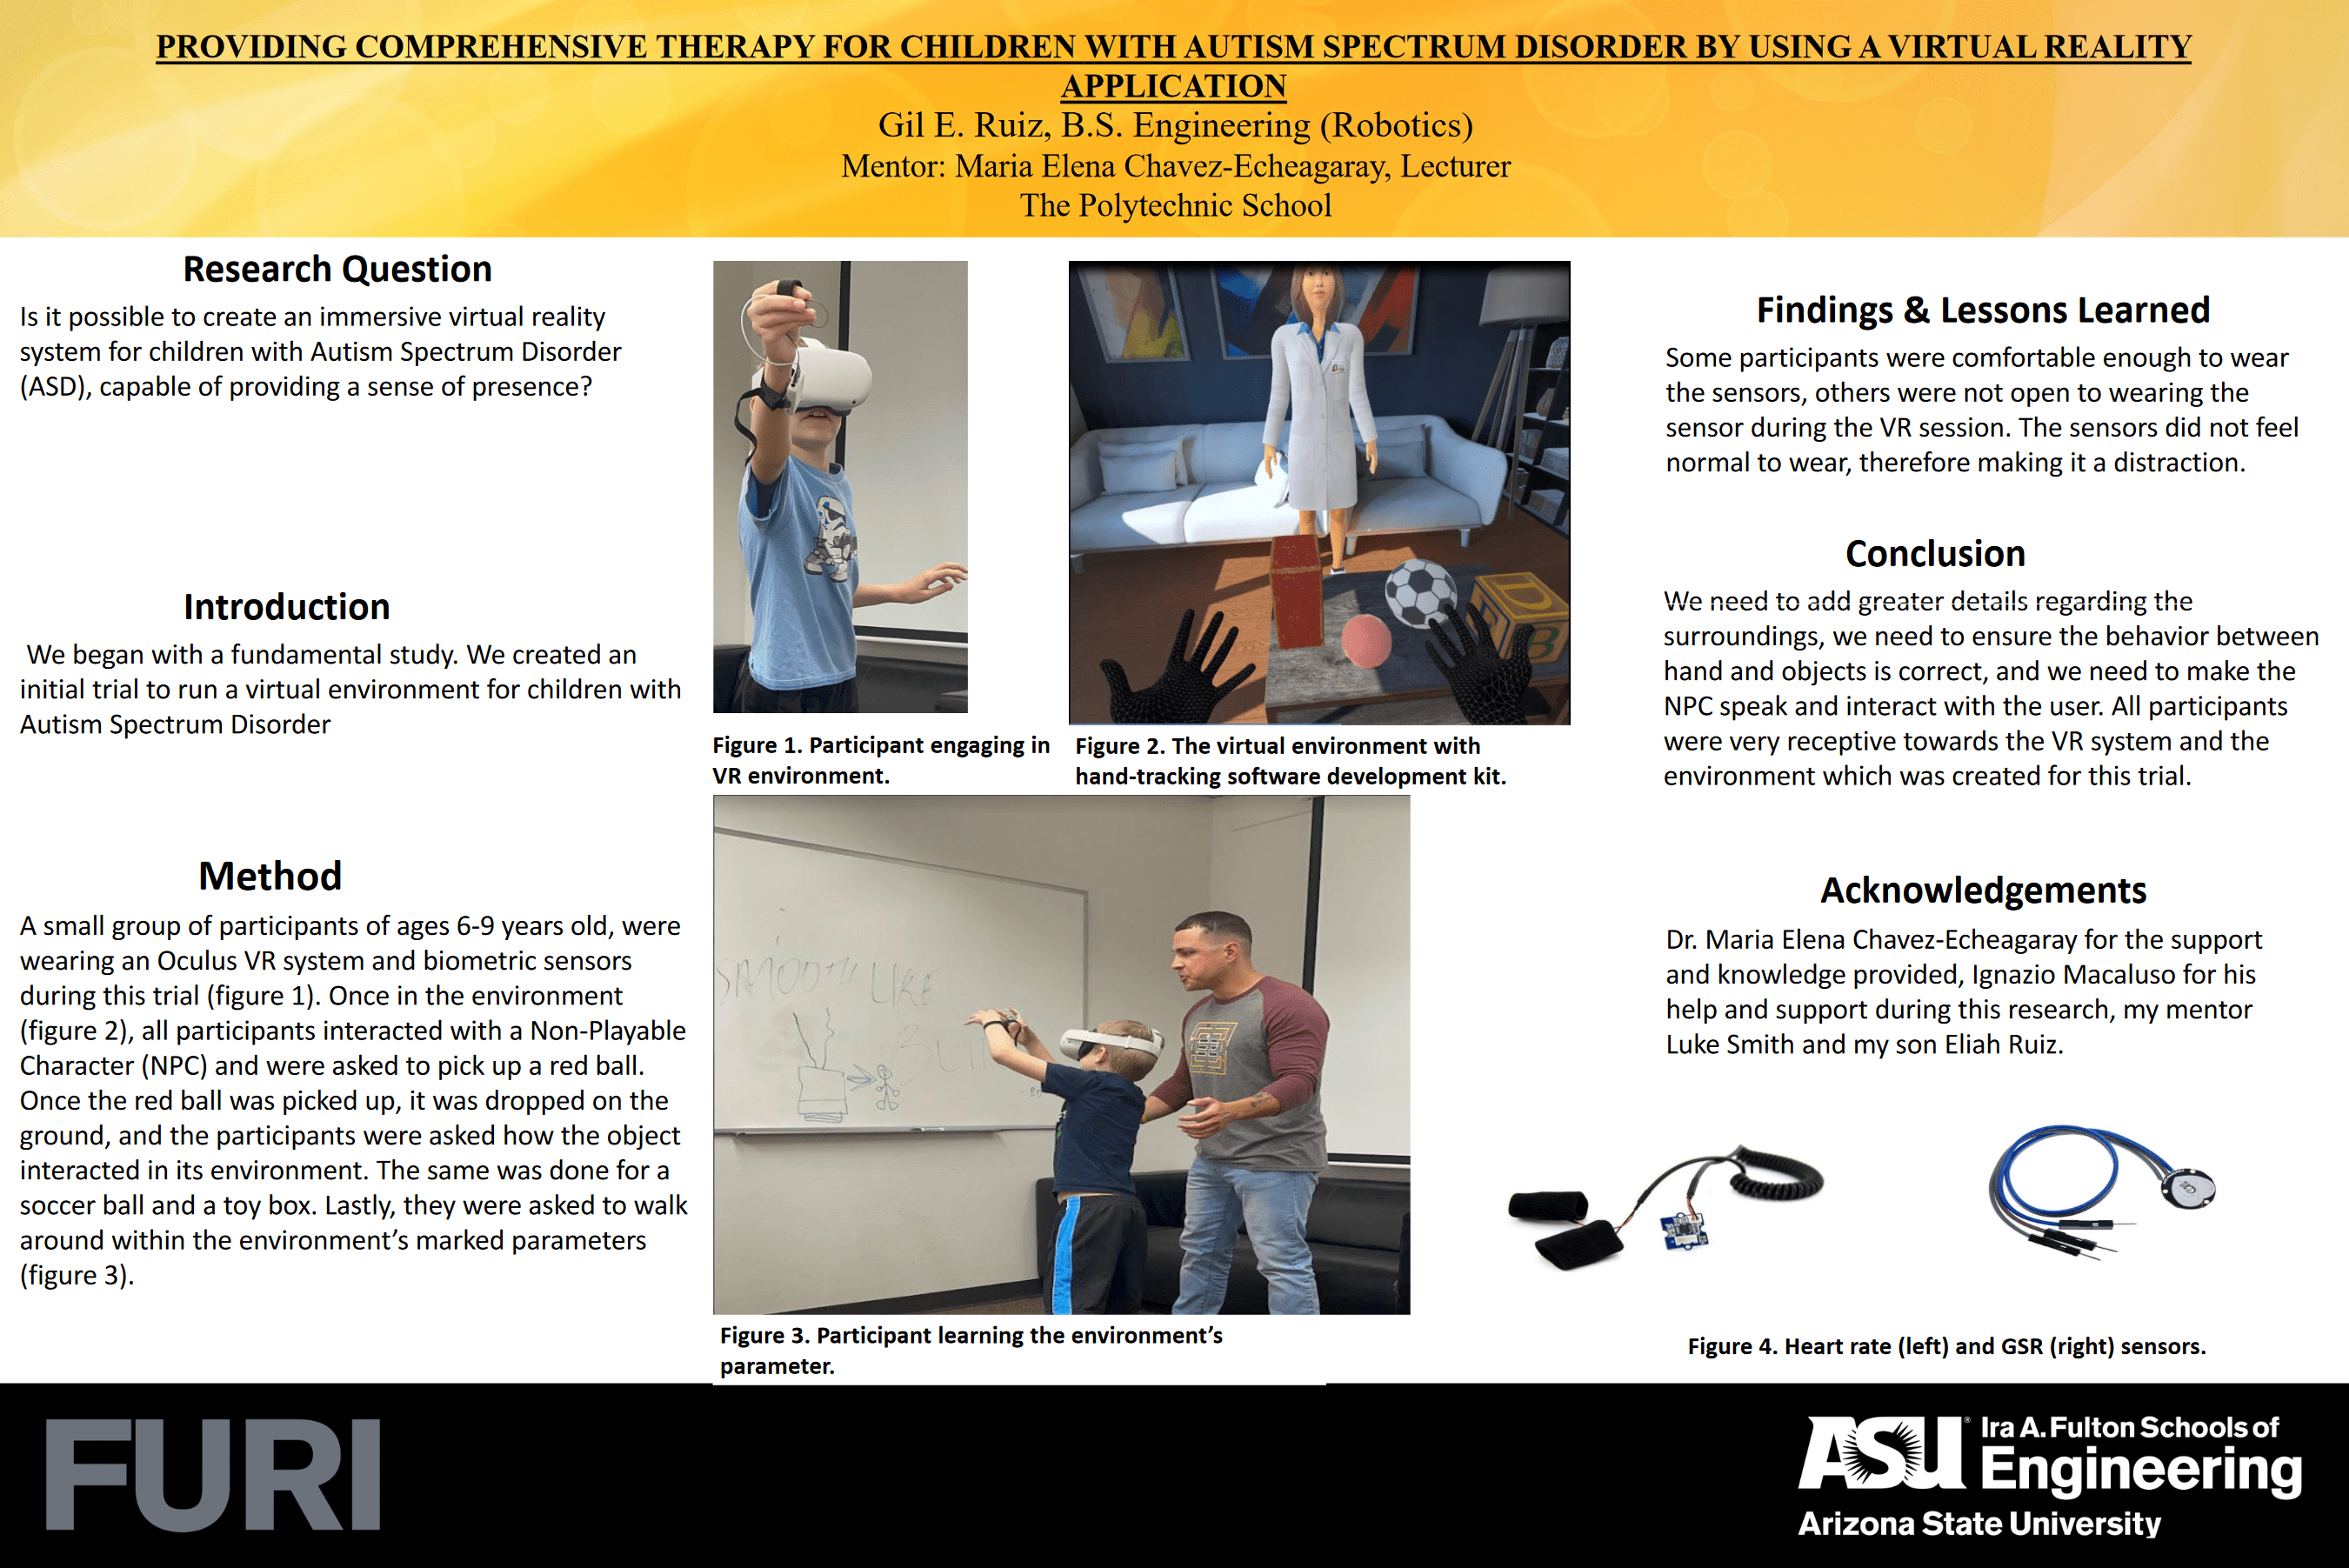 PROVIDING COMPREHENSIVE THERAPY FOR CHILDREN WITH AUTISM SPECTRUM DISORDER BY USING A VIRTUAL REALITY
APPLICATION
Gil E. Ruiz, B.S. Engineering (Robotics)
Mentor: Maria Elena Chavez-Echeagaray, Lecturer
The Polytechnic School
Research Question
Is it possible to create an immersive virtual reality
system for children with Autism Spectrum Disorder
(ASD), capable of providing a sense of presence?
Introduction
We began with a fundamental study. We created an
initial trial to run a virtual environment for children with
Autism Spectrum Disorder
Method
A small group of participants of ages 6-9 years old, were
wearing an Oculus VR system and biometric sensors
during this trial (figure 1). Once in the environment
(figure 2), all participants interacted with a Non-Playable
Character (NPC) and were asked to pick up a red ball.
Once the red ball was picked up, it was dropped on the
ground, and the participants were asked how the object
interacted in its environment. The same was done for a
soccer ball and a toy box. Lastly, they were asked to walk
around within the environment’s marked parameters
(figure 3).
Figure 1. Participant engaging in
VR environment.
D
B
Figure 2. The virtual environment with
hand-tracking software development kit.
SMOOTH LIKE
Figure 3. Participant learning the environment’s
parameter.
Findings & Lessons Learned
Some participants were comfortable enough to wear
the sensors, others were not open to wearing the
sensor during the VR session. The sensors did not feel
normal to wear, therefore making it a distraction.
Conclusion
We need to add greater details regarding the
surroundings, we need to ensure the behavior between
hand and objects is correct, and we need to make the
NPC speak and interact with the user. All participants
were very receptive towards the VR system and the
environment which was created for this trial.
Acknowledgements
Dr. Maria Elena Chavez-Echeagaray for the support
and knowledge provided, Ignazio Macaluso for his
help and support during this research, my mentor
Luke Smith and my son Eliah Ruiz.
Figure 4. Heart rate (left) and GSR (right) sensors.
FURI
ASU® Ira A. Fulton Schools of
Engineering
Arizona State University